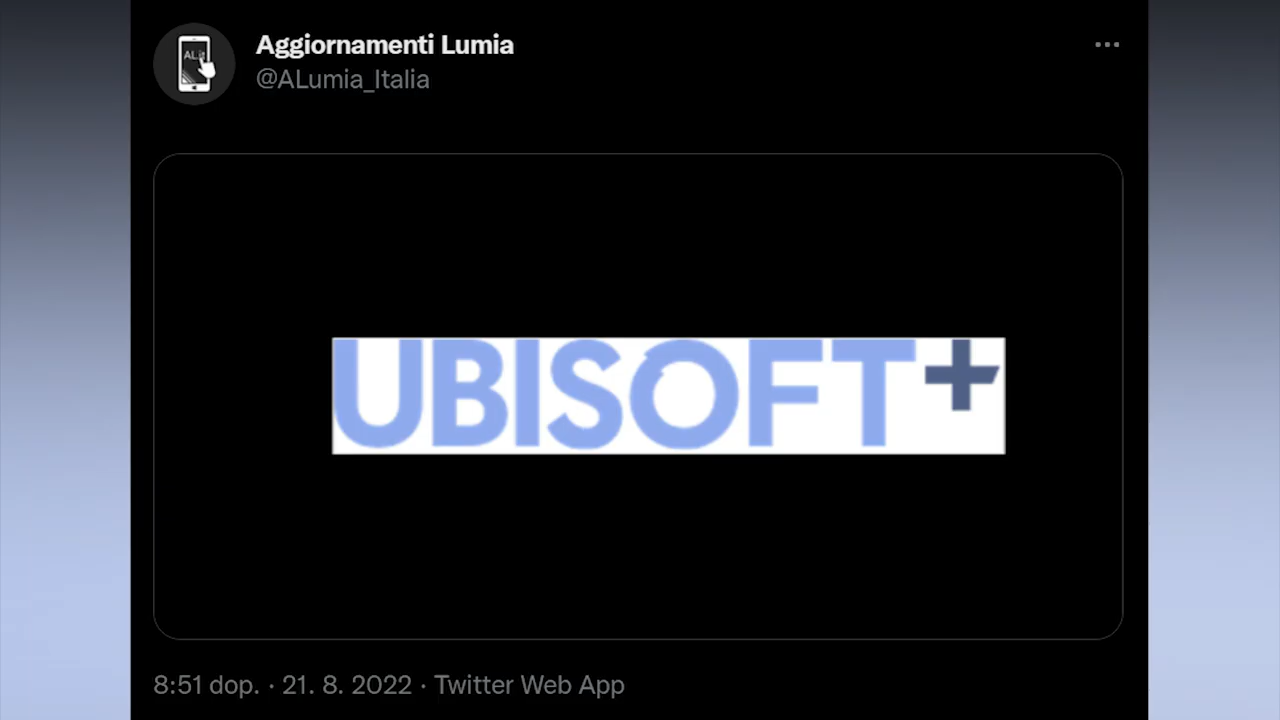 Aggiornamenti Lumia
@ALumia_Italia
UBISOFT+
8:51 dop. · 21. 8. 2022 · Twitter Web App